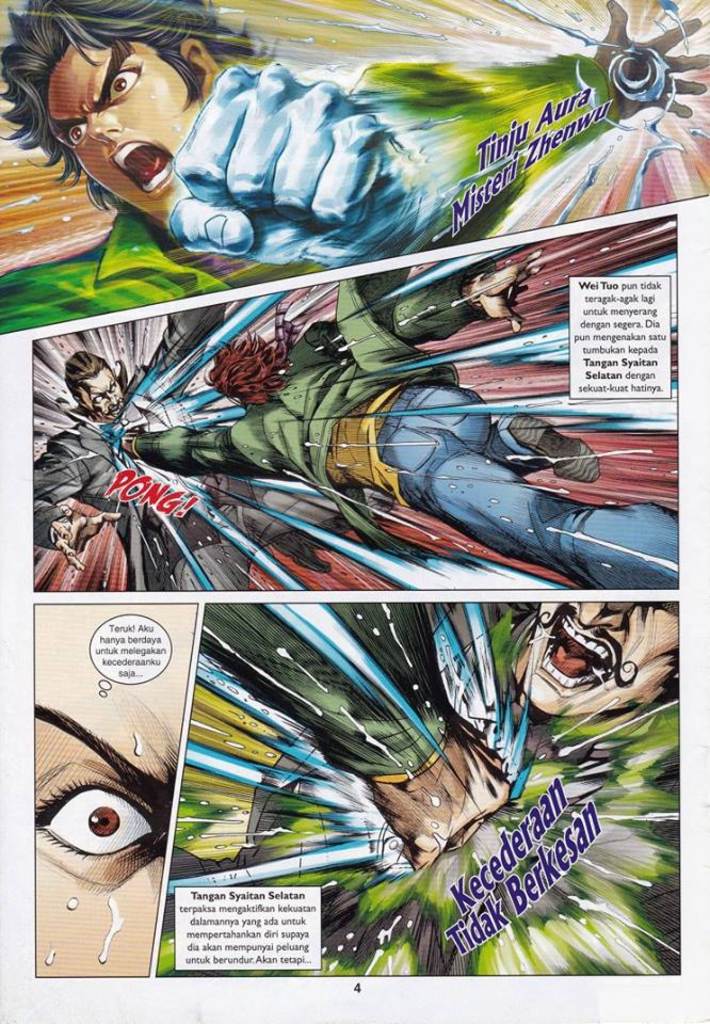 Tinju Aura
Misteri Zhenwu
Wei Tuo pun tidak
teragak-agak lagi
untuk menyerang
dengan segera. Dia
pun mengenakan satu
tumbukan kepada
Tangan Syaitan
Selatan dengan
sekuat-kuat hatinya.
PONG!
Teruk! Aku
hanya berdaya
untuk melegakan
kecederaanku
saja...
Kecederaan
Tidak Berkesan
Tangan Syaitan Selatan
terpaksa mengaktifkan kekuatan
dalamannya yang ada untuk
mempertahankan diri supaya
dia akan mempunyai peluang
untuk berundur. Akan tetapi...
4